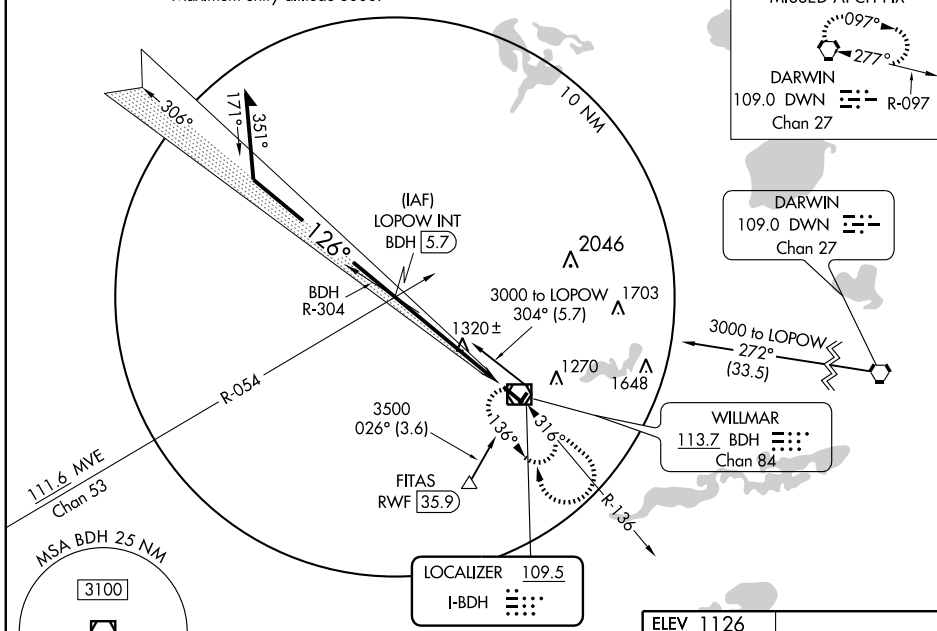 MISSED APCH FIX
097°
277°
DARWIN
109.0 DWN
R-097
Chan 27
10 NM
306°
171°
351°
126°
(IAF)
LOPOW INT
BDH 5.7
BDH
R-304
2046
3000 to LOPOW
304° (5.7)
1703
1320±
1270
1648
DARWIN
109.0 DWN
Chan 27
3000 to LOPOW
272°
(33.5)
R-054
111.6 MVE
Chan 53
3500
026° (3.6)
FITAS
RWF 35.9
136°
316°
R-136
WILLMAR
113.7 BDH
Chan 84
LOCALIZER 109.5
I-BDH
MSA BDH 25 NM
3100
ELEV 1126